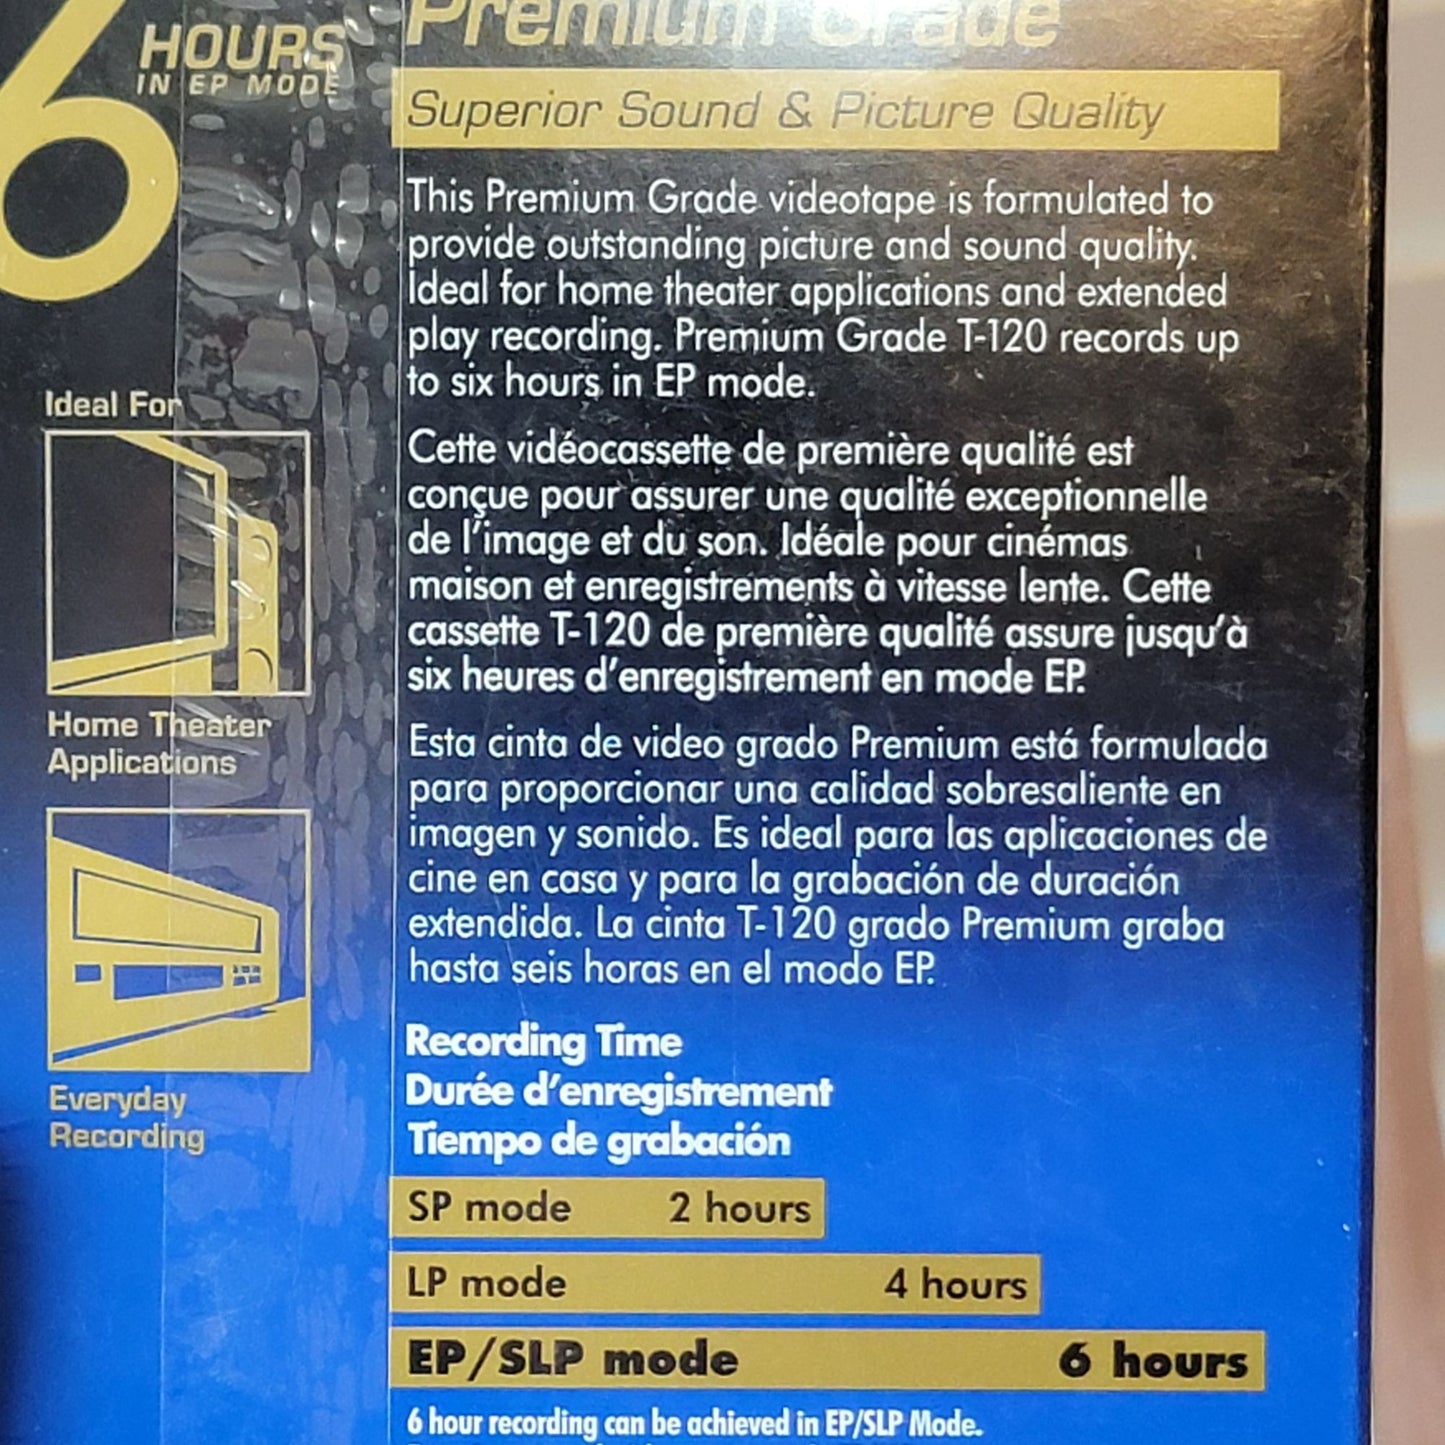 6
HOURS
IN EP MODE
Premium Grade
Superior Sound & Picture Quality
This Premium Grade videotape is formulated to
provide outstanding picture and sound quality.
Ideal for home theater applications and extended
play recording. Premium Grade T-120 records up
to six hours in EP mode.
Cette vidéocassette de première qualité est
conçue pour assurer une qualité exceptionnelle
de l'image et du son. Idéale pour cinémas
maison et enregistrements à vitesse lente. Cette
cassette T-120 de première qualité assure jusqu'à
six heures d'enregistrement en mode EP.
Esta cinta de video grado Premium está formulada
para proporcionar una calidad sobresaliente en
imagen y sonido. Es ideal para las aplicaciones de
cine en casa y para la grabación de duración
extendida. La cinta T-120 grado Premium graba
hasta seis horas en el modo EP.
Ideal For
Home Theater
Applications
Everyday
Recording
Recording Time
Durée d'enregistrement
Tiempo de grabación
SP mode 2 hours
LP mode 4 hours
EP/SLP mode 6 hours
6 hour recording can be achieved in EP/SLP Mode.